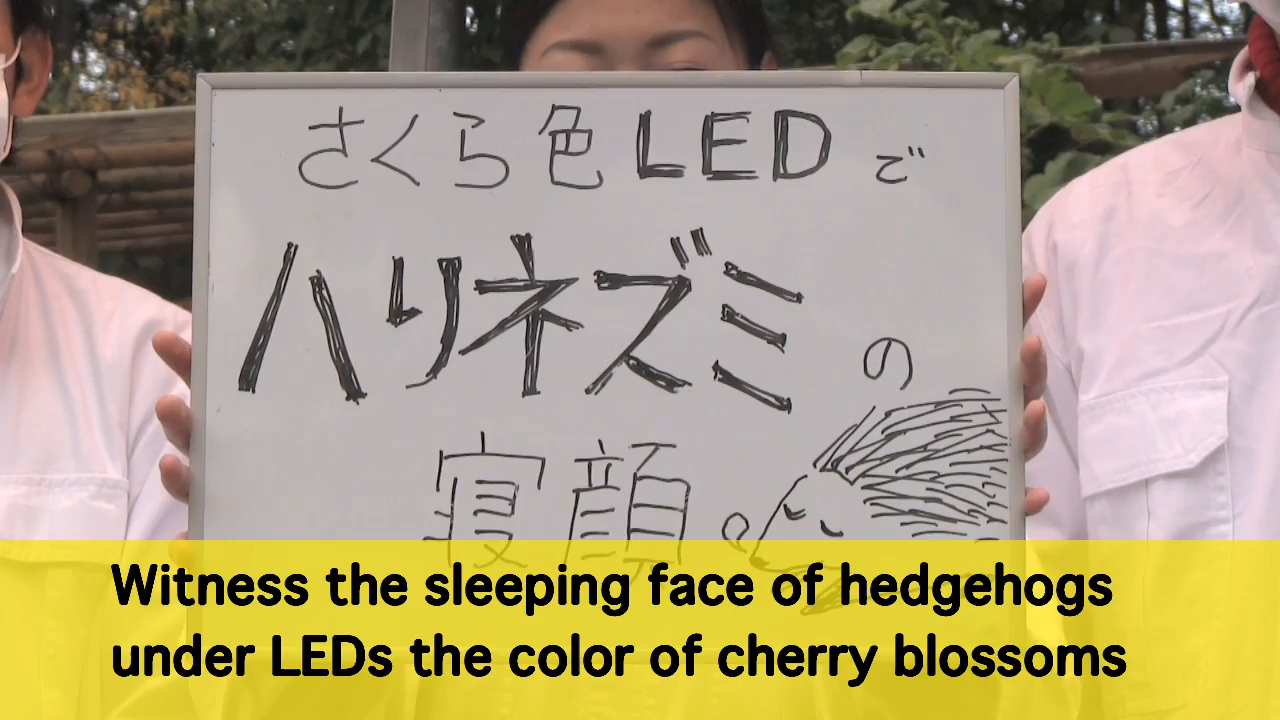 さくら色LEDで
ハリネズミの
寝顔
Witness the sleeping face of hedgehogs
under LEDs the color of cherry blossoms